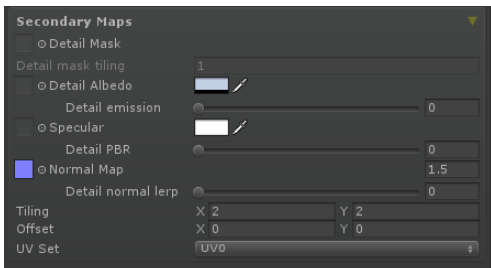 Secondary Maps
Detail Mask
Detail mask tiling 1
Detail Albedo
Detail emission 0
Specular
Detail PBR 0
Normal Map 1.5
Detail normal lerp 0
Tiling X 2 Y 2
Offset X 0 Y 0
UV Set UV0